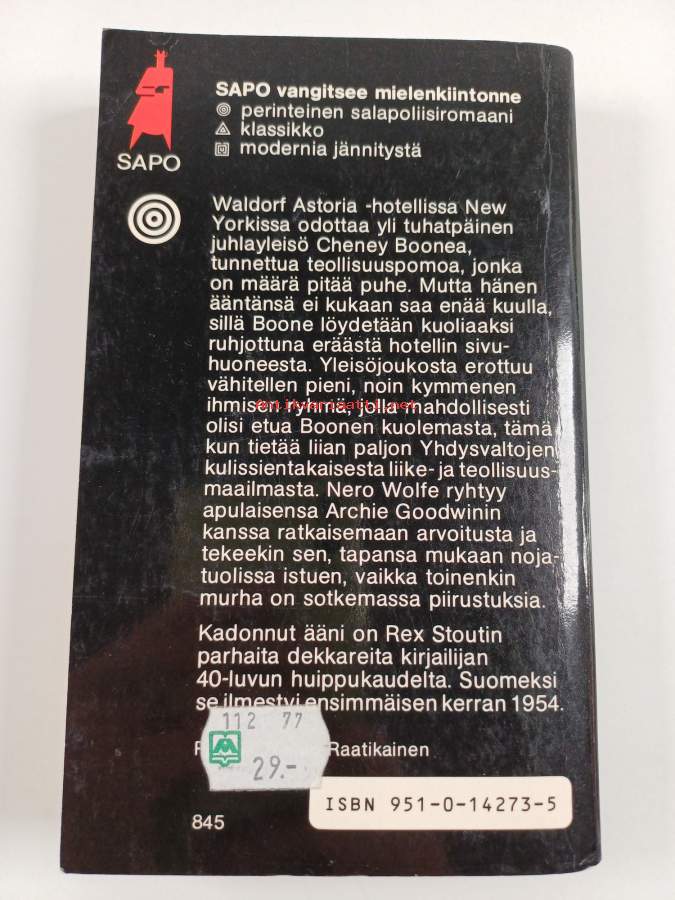 SAPO vangitsee mielenkiintonne
perinteinen salapoliisiromaani
klassikko
modernia jännitystä
SAPO
Waldorf Astoria -hotellissa New
Yorkissa odottaa yli tuhatpäinen
juhlayleisö Cheney Boonea,
tunnettua teollisuuspomoa, jonka
on määrä pitää puhe. Mutta hänen
ääntänsä ei kukaan saa enää kuulla,
sillä Boone löydetään kuoliaaksi
ruhjottuna eräästä hotellin sivu-
huoneesta. Yleisöjoukosta erottuu
vähitellen pieni, noin kymmenen
ihmisen ryhmä, jolla mahdollisesti
Antikvariaatti.net
olisi etua Boonen kuolemasta, tämä
kun tietää liian paljon Yhdysvaltojen
kulissientakaisesta liike- ja teollisuus-
maailmasta. Nero Wolfe ryhtyy
apulaisensa Archie Goodwinin
kanssa ratkaisemaan arvoitusta ja
tekeekin sen, tapansa mukaan noja-
tuolissa istuen, vaikka toinenkin
murha on sotkemassa piirustuksia.
Kadonnut ääni on Rex Stoutin
parhaita dekkareita kirjailijan
40-luvun huippukaudelta. Suomeksi
se ilmestyi ensimmäisen kerran 1954.
112 77
29.-
Raatikainen
ISBN 951-0-14273-5
845